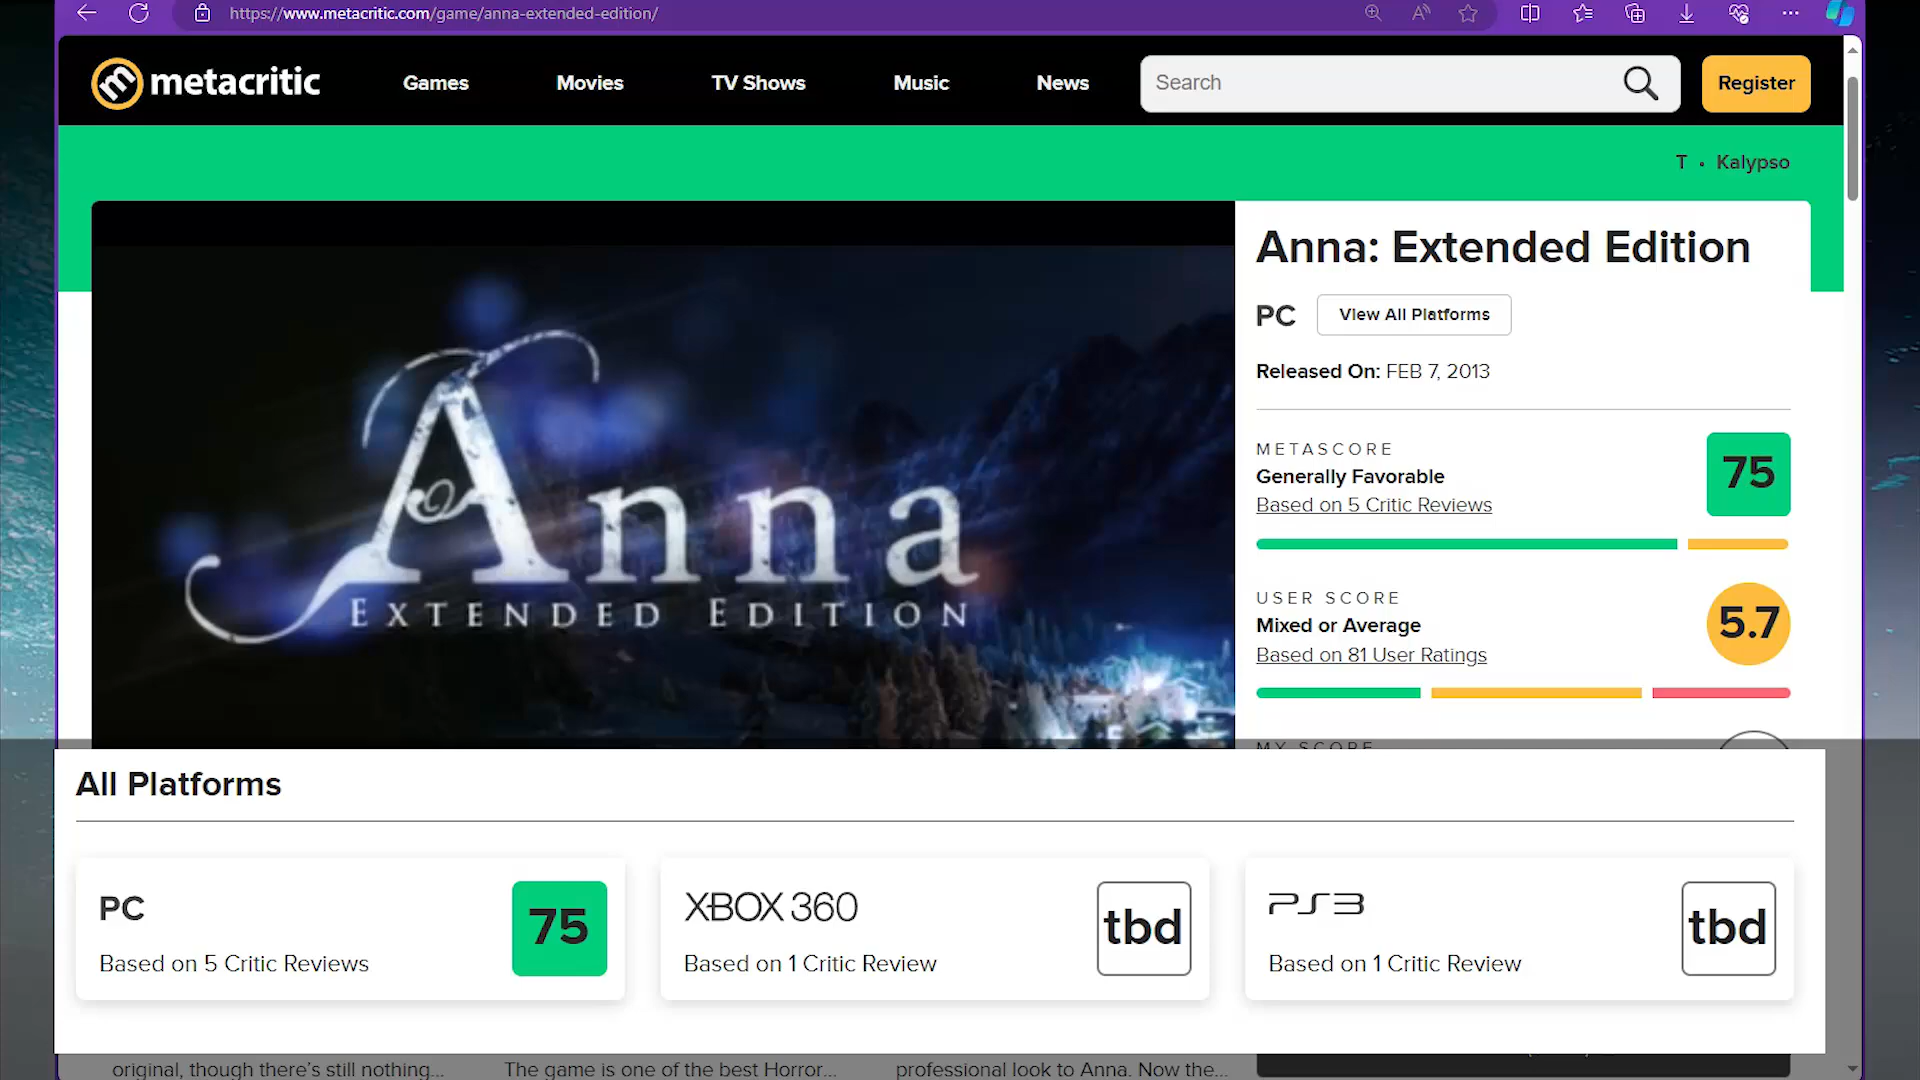 https://www.metacritic.com/game/anna-extended-edition/
metacritic
Games
Movies
TV Shows
Music
News
Search
Register
T • Kalypso
Anna
EXTENDED EDITION
Anna: Extended Edition
PC
View All Platforms
Released On: FEB 7, 2013
METASCORE
Generally Favorable
Based on 5 Critic Reviews
75
USER SCORE
Mixed or Average
Based on 81 User Ratings
5.7
MY SCORE
All Platforms
PC
Based on 5 Critic Reviews
75
XBOX 360
Based on 1 Critic Review
tbd
PS3
Based on 1 Critic Review
tbd
original, though there's still nothing...
The game is one of the best Horror...
professional look to Anna. Now the...